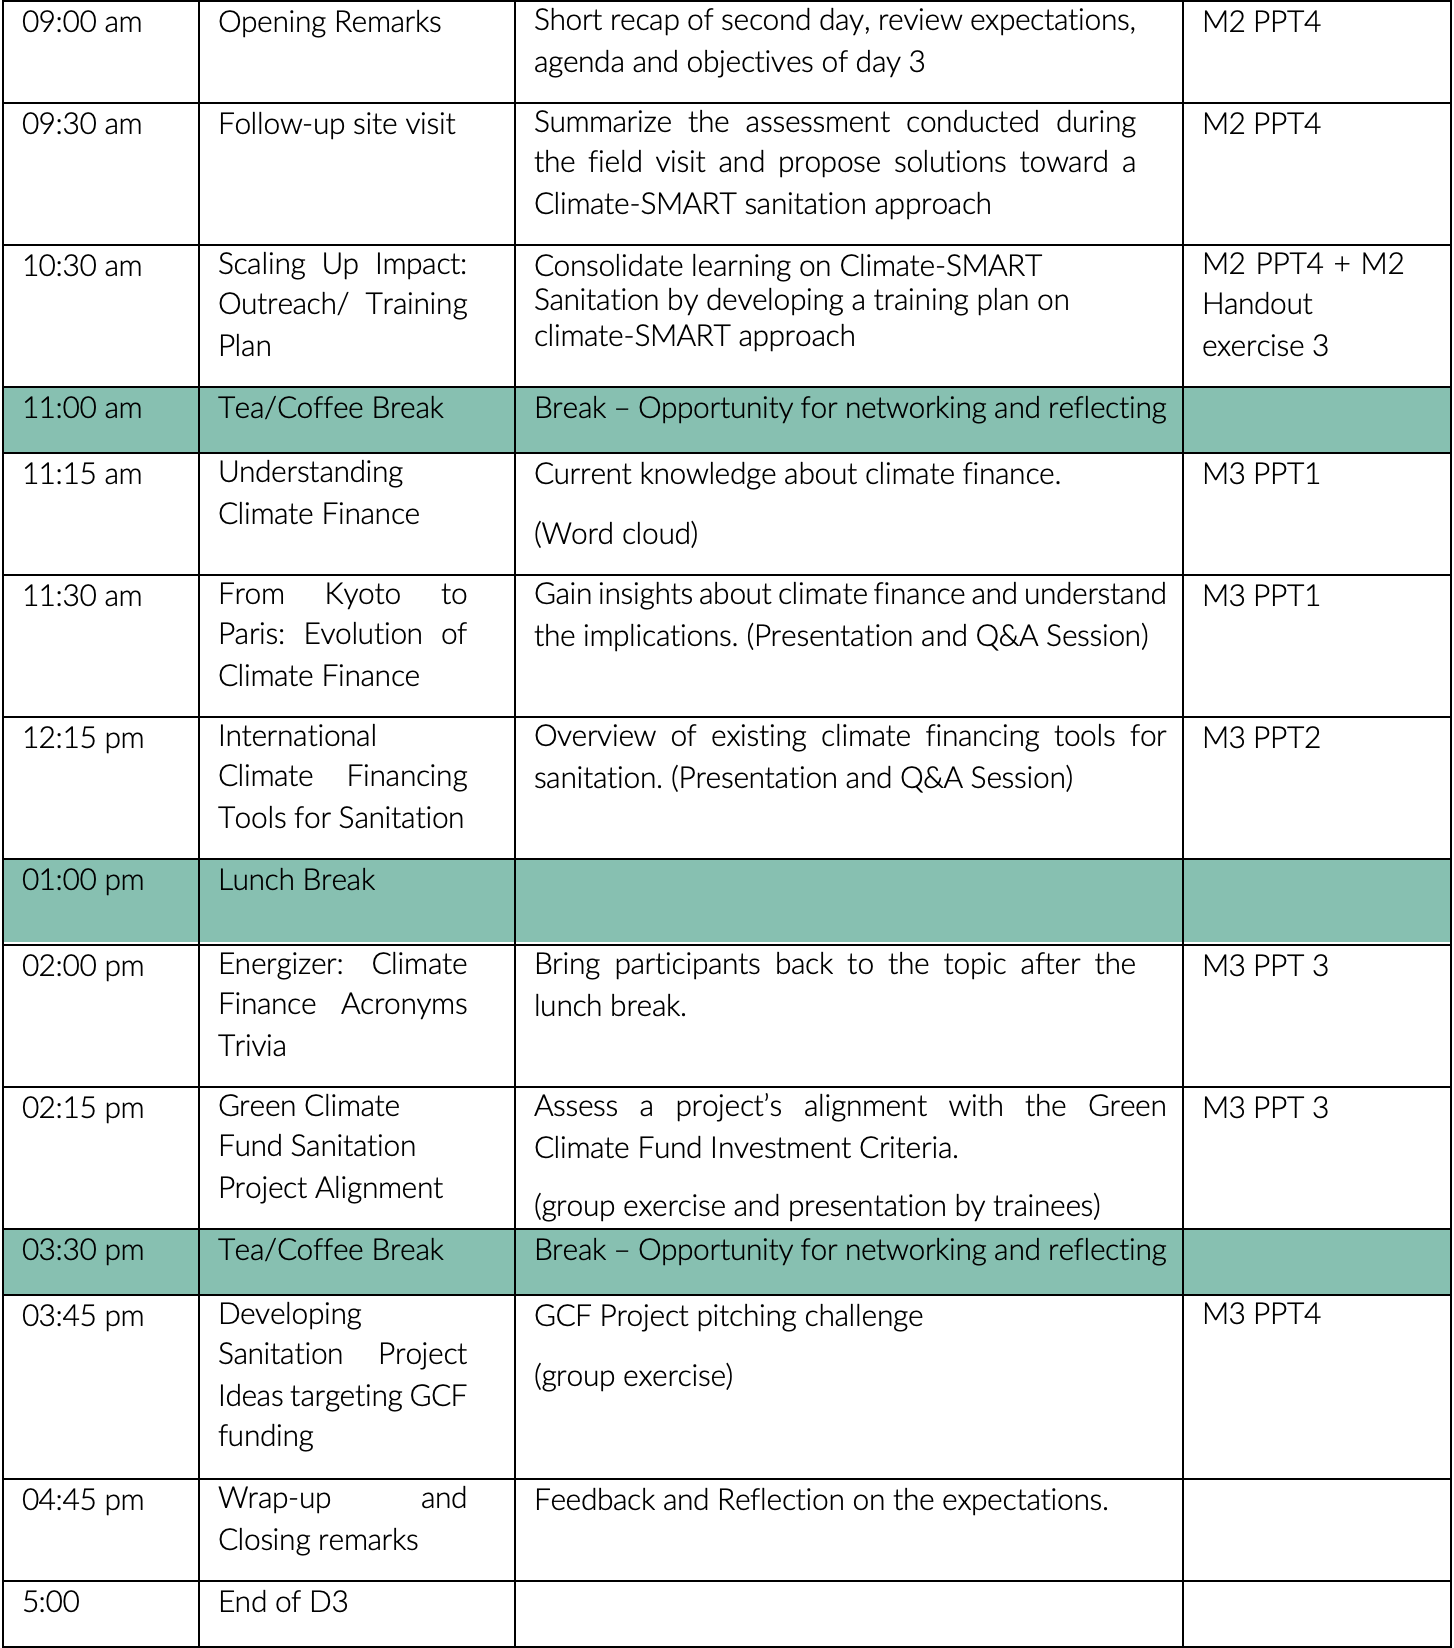 09:00 am
Opening Remarks
Short recap of second day, review expectations,
agenda and objectives of day 3
M2 PPT4
09:30 am
Follow-up site visit
Summarize the assessment conducted during
the field visit and propose solutions toward a
Climate-SMART sanitation approach
M2 PPT4
10:30 am
Scaling Up Impact:
Outreach/ Training
Plan
Consolidate learning on Climate-SMART
Sanitation by developing a training plan on
climate-SMART approach
M2 PPT4 + M2
Handout
exercise 3
11:00 am
Tea/Coffee Break
Break – Opportunity for networking and reflecting
11:15 am
Understanding
Climate Finance
Current knowledge about climate finance.
(Word cloud)
M3 PPT1
11:30 am
From Kyoto to
Paris: Evolution of
Climate Finance
Gain insights about climate finance and understand
the implications. (Presentation and Q&A Session)
M3 PPT1
12:15 pm
International
Climate Financing
Tools for Sanitation
Overview of existing climate financing tools for
sanitation. (Presentation and Q&A Session)
M3 PPT2
01:00 pm
Lunch Break
02:00 pm
Energizer: Climate
Finance Acronyms
Trivia
Bring participants back to the topic after the
lunch break.
M3 PPT 3
02:15 pm
Green Climate
Fund Sanitation
Project Alignment
Assess a project’s alignment with the Green
Climate Fund Investment Criteria.
(group exercise and presentation by trainees)
M3 PPT 3
03:30 pm
Tea/Coffee Break
Break – Opportunity for networking and reflecting
03:45 pm
Developing
Sanitation Project
Ideas targeting GCF
funding
GCF Project pitching challenge
(group exercise)
M3 PPT4
04:45 pm
Wrap-up and
Closing remarks
Feedback and Reflection on the expectations.
5:00
End of D3